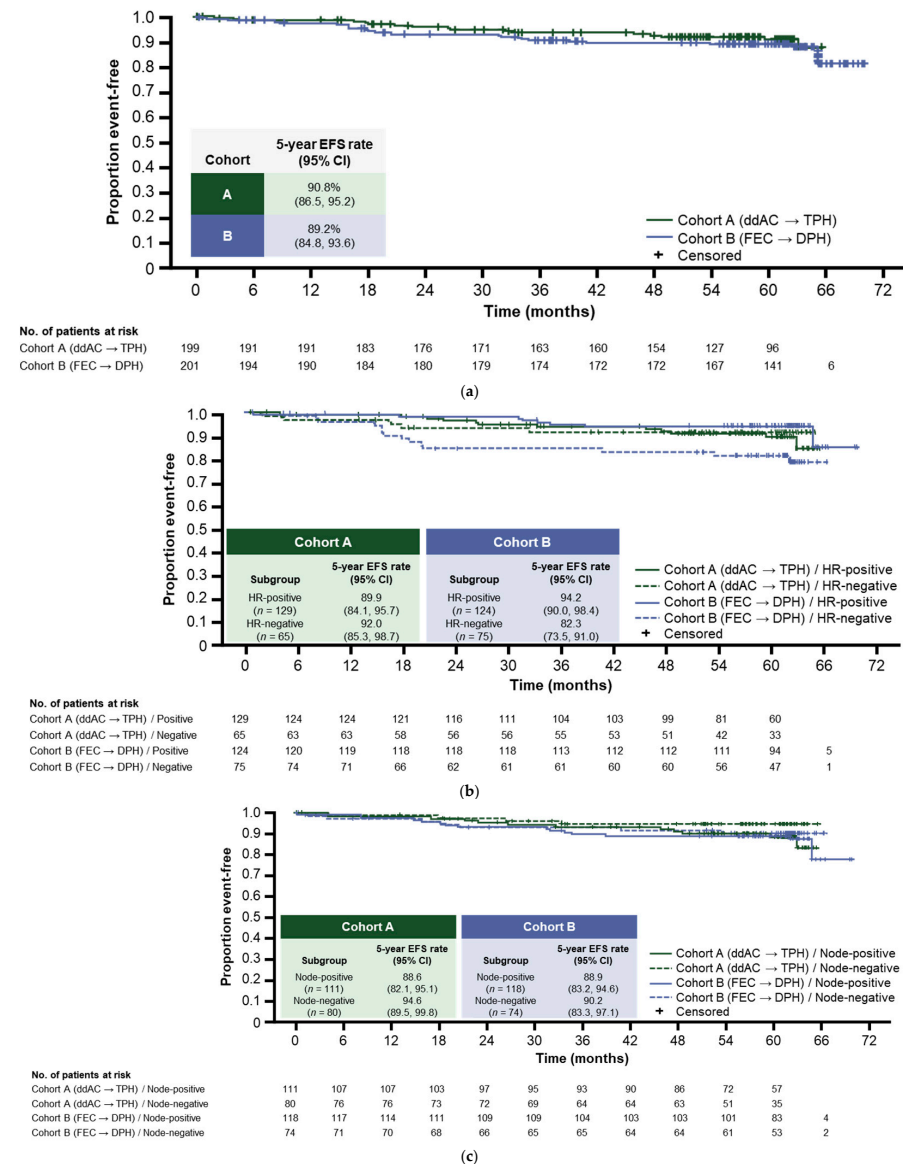 1.0
0.9
0.8
0.7
0.6
0.5
0.4
0.3
0.2
0.1
0
Proportion event-free
Cohort
5-year EFS rate
(95% CI)
A
90.8%
(86.5, 95.2)
B
89.2%
(84.8, 93.6)
Cohort A (ddAC → TPH)
Cohort B (FEC → DPH)
+ Censored
0 6 12 18 24 30 36 42 48 54 60 66 72
Time (months)
No. of patients at risk
Cohort A (ddAC → TPH) 199 191 191 183 176 171 163 160 154 127 96
Cohort B (FEC → DPH) 201 194 190 184 180 179 174 172 172 167 141 6
(a)
1.0
0.9
0.8
0.7
0.6
0.5
0.4
0.3
0.2
0.1
0
Proportion event-free
Cohort A
Subgroup
5-year EFS rate
(95% CI)
HR-positive 89.9
(n = 129) (84.1, 95.7)
HR-negative 92.0
(n = 65) (85.3, 98.7)
Cohort B
Subgroup
5-year EFS rate
(95% CI)
HR-positive 94.2
(n = 124) (90.0, 98.4)
HR-negative 82.3
(n = 75) (73.5, 91.0)
Cohort A (ddAC → TPH) / HR-positive
Cohort A (ddAC → TPH) / HR-negative
Cohort B (FEC → DPH) / HR-positive
Cohort B (FEC → DPH) / HR-negative
+ Censored
0 6 12 18 24 30 36 42 48 54 60 66 72
Time (months)
No. of patients at risk
Cohort A (ddAC → TPH) / Positive 129 124 124 121 116 111 104 103 99 81 60
Cohort A (ddAC → TPH) / Negative 65 63 63 58 56 56 55 53 51 42 33
Cohort B (FEC → DPH) / Positive 124 120 119 118 118 118 113 112 112 111 94 5
Cohort B (FEC → DPH) / Negative 75 74 71 66 62 61 61 60 60 56 47 1
(b)
1.0
0.9
0.8
0.7
0.6
0.5
0.4
0.3
0.2
0.1
0
Proportion event-free
Cohort A
Subgroup
5-year EFS rate
(95% CI)
Node-positive 88.6
(n = 111) (82.1, 95.1)
Node-negative 94.6
(n = 80) (89.5, 99.8)
Cohort B
Subgroup
5-year EFS rate
(95% CI)
Node-positive 88.9
(n = 118) (83.2, 94.6)
Node-negative 90.2
(n = 74) (83.3, 97.1)
Cohort A (ddAC → TPH) / Node-positive
Cohort A (ddAC → TPH) / Node-negative
Cohort B (FEC → DPH) / Node-positive
Cohort B (FEC → DPH) / Node-negative
+ Censored
0 6 12 18 24 30 36 42 48 54 60 66 72
Time (months)
No. of patients at risk
Cohort A (ddAC → TPH) / Node-positive 111 107 107 103 97 95 93 90 86 72 57
Cohort A (ddAC → TPH) / Node-negative 80 76 76 73 72 69 64 64 63 51 35
Cohort B (FEC → DPH) / Node-positive 118 117 114 111 109 109 104 103 103 101 83 4
Cohort B (FEC → DPH) / Node-negative 74 71 70 68 66 65 65 64 64 61 53 2
(c)